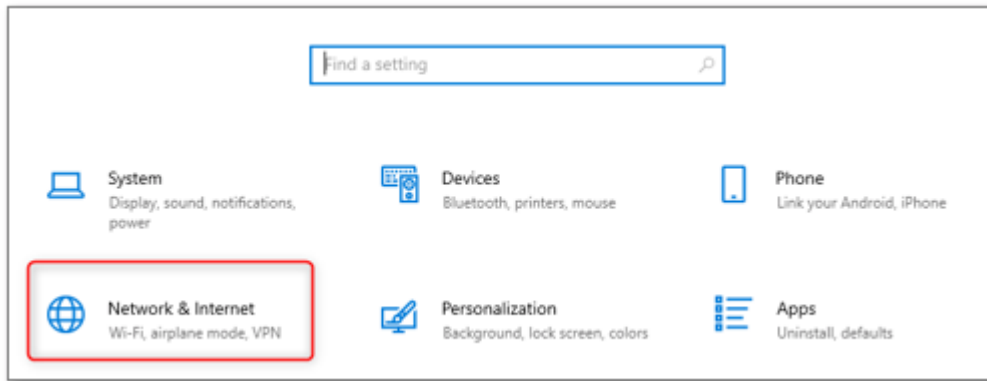 Find a setting
System
Display, sound, notifications,
power
Devices
Bluetooth, printers, mouse
Phone
Link your Android, iPhone
Network & Internet
Wi-Fi, airplane mode, VPN
Personalization
Background, lock screen, colors
Apps
Uninstall, defaults